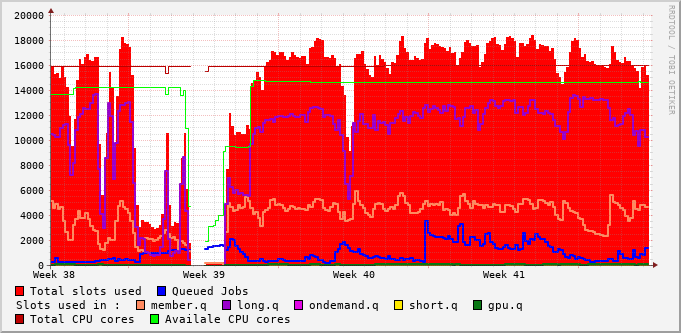 20000
18000
16000
14000
12000
10000
8000
6000
4000
2000
0
Week 38 Week 39 Week 40 Week 41
Total slots used Queued Jobs
Slots used in : member.q long.q ondemand.q short.q gpu.q
Total CPU cores Availale CPU cores
RRDTOOL / TOBI OETIKER